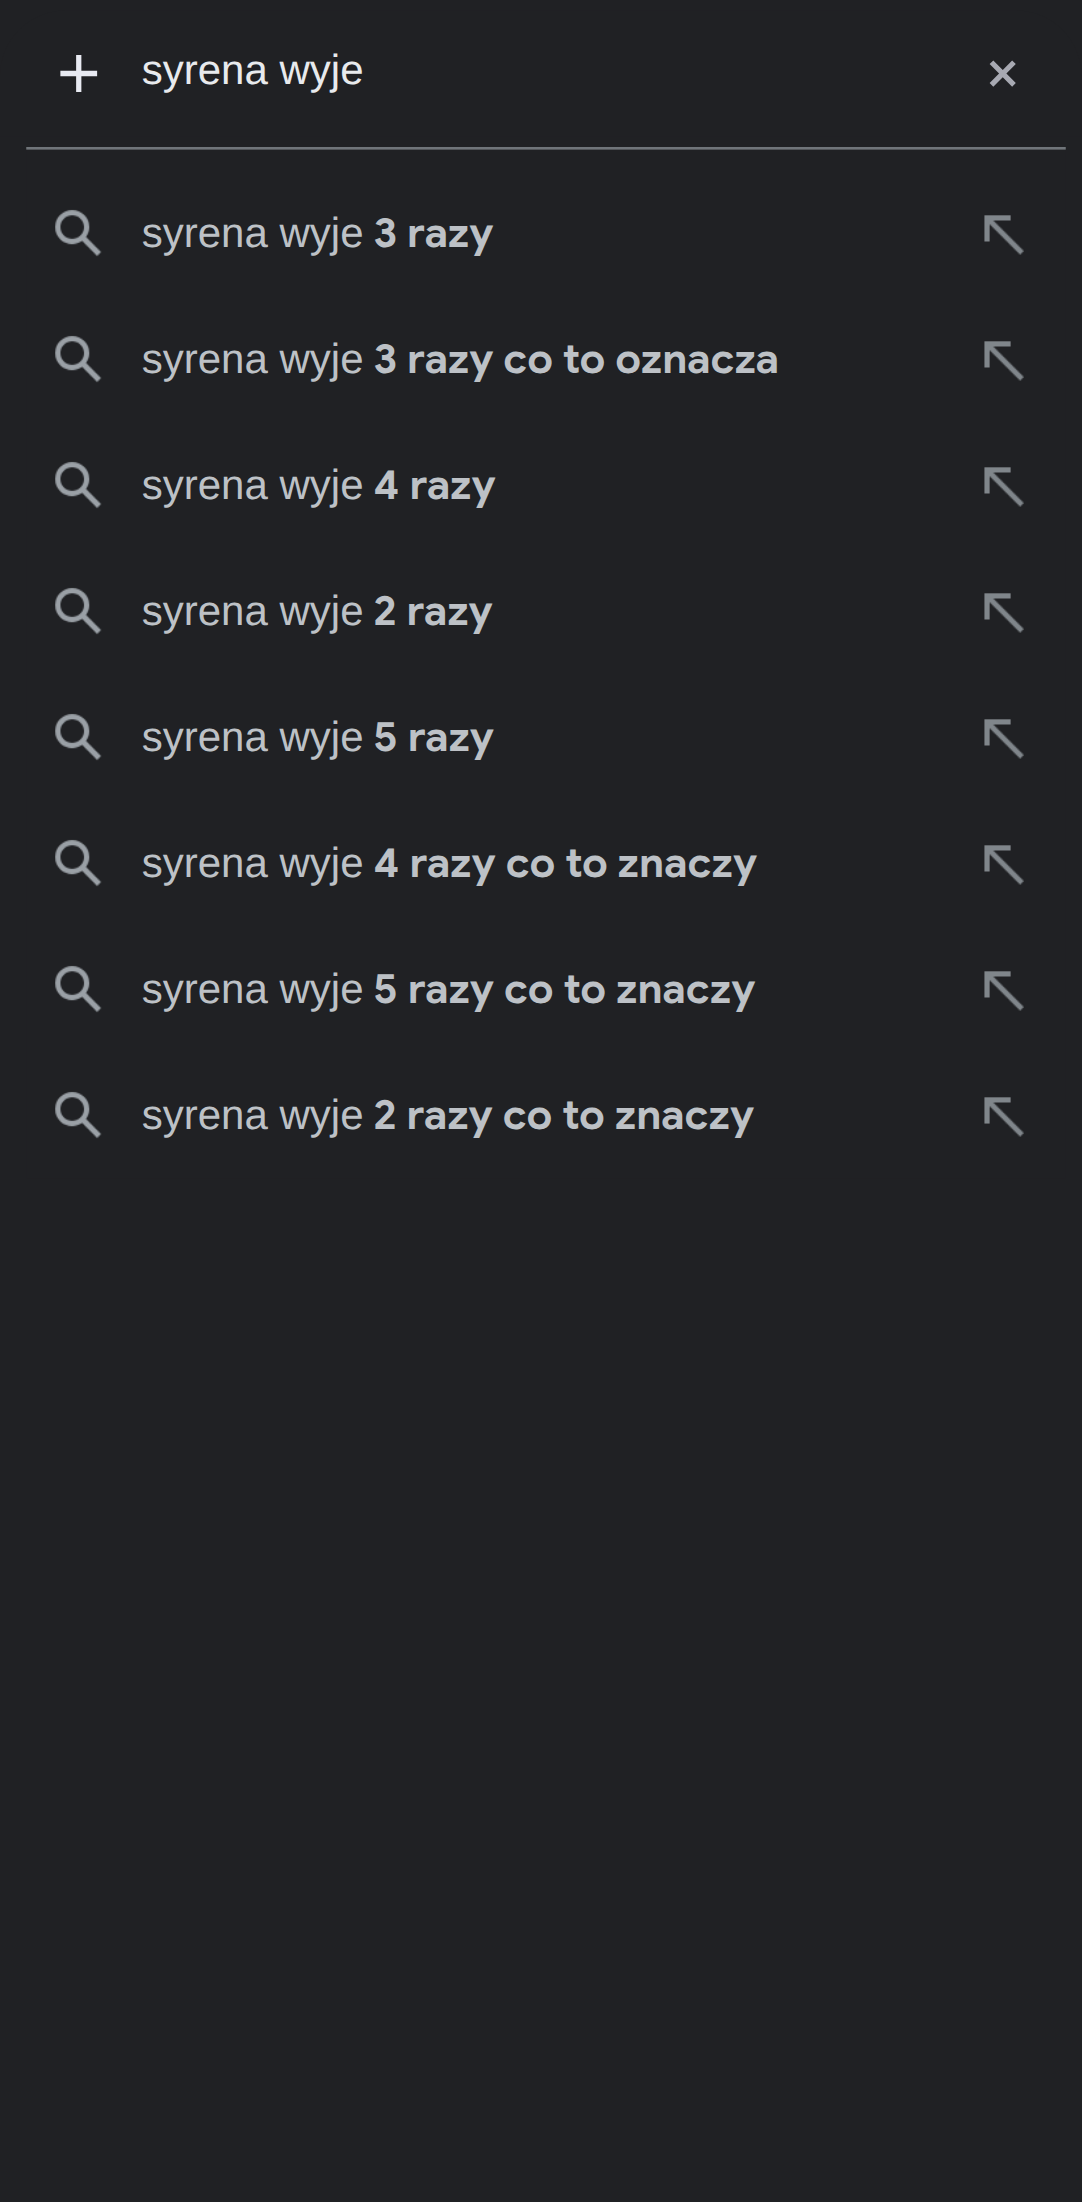 syrena wyje
syrena wyje 3 razy
syrena wyje 3 razy co to oznacza
syrena wyje 4 razy
syrena wyje 2 razy
syrena wyje 5 razy
syrena wyje 4 razy co to znaczy
syrena wyje 5 razy co to znaczy
syrena wyje 2 razy co to znaczy